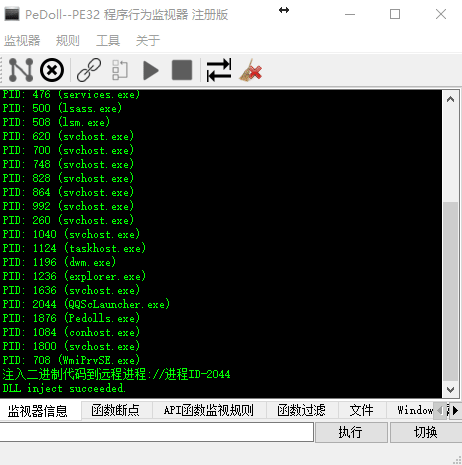 PeDoll--PE32 程序行为监视器 注册版
监视器 规则 工具 关于
PID: 476 (services.exe)
PID: 500 (lsass.exe)
PID: 508 (lsm.exe)
PID: 620 (svchost.exe)
PID: 700 (svchost.exe)
PID: 748 (svchost.exe)
PID: 828 (svchost.exe)
PID: 864 (svchost.exe)
PID: 992 (svchost.exe)
PID: 260 (svchost.exe)
PID: 1040 (svchost.exe)
PID: 1124 (taskhost.exe)
PID: 1196 (dwm.exe)
PID: 1236 (explorer.exe)
PID: 1636 (svchost.exe)
PID: 2044 (QQScLauncher.exe)
PID: 1876 (Pedolls.exe)
PID: 1084 (conhost.exe)
PID: 1800 (svchost.exe)
PID: 708 (WmiPrvSE.exe)
注入二进制代码到远程进程://进程ID-2044
DLL inject succeeded.
监视器信息 函数断点 API函数监视规则 函数过滤 文件 Window
执行 切换